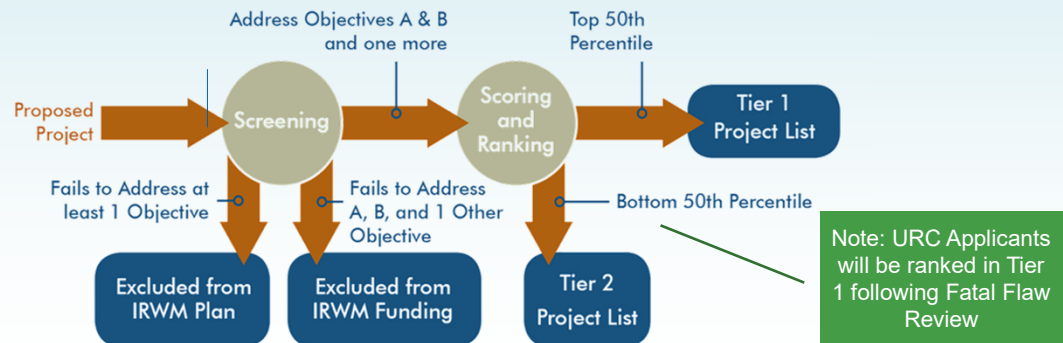 Address Objectives A & B
and one more
Top 50th
Percentile
Proposed
Project
Screening
Scoring
and
Ranking
Tier 1
Project List
Fails to Address at
least 1 Objective
Fails to Address
A, B, and 1 Other
Objective
Bottom 50th Percentile
Excluded from
IRWM Plan
Excluded from
IRWM Funding
Tier 2
Project List
Note: URC Applicants
will be ranked in Tier
1 following Fatal Flaw
Review